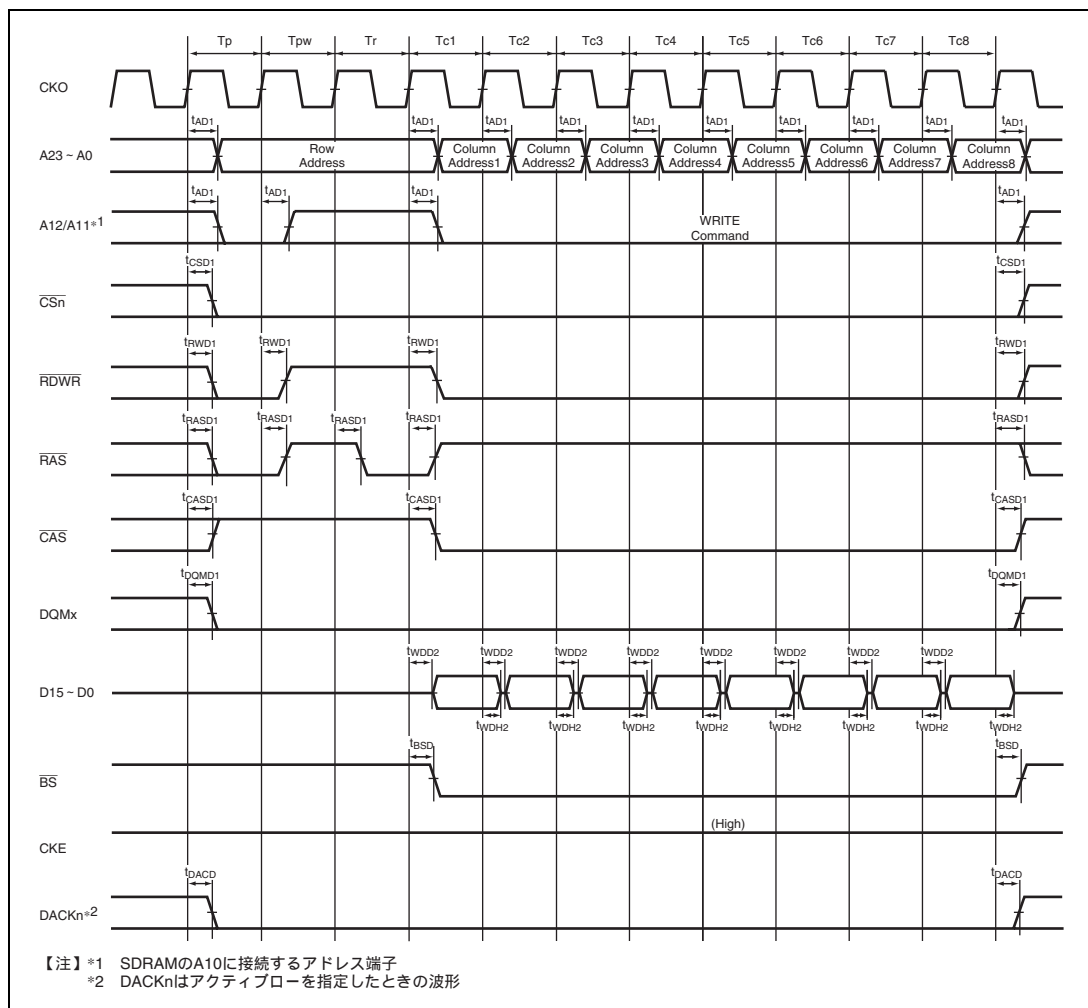 Tp Tpw Tr Tc1 Tc2 Tc3 Tc4 Tc5 Tc6 Tc7 Tc8
CKO
tAD1 tAD1 tAD1 tAD1 tAD1 tAD1 tAD1 tAD1 tAD1 tAD1
A23 ~ A0
Row Address
Column Address1
Column Address2
Column Address3
Column Address4
Column Address5
Column Address6
Column Address7
Column Address8
tAD1 tAD1 tAD1 tAD1
A12/A11*1
WRITE Command
tCSD1 tCSD1
CSn
tRWD1 tRWD1 tRWD1 tRWD1
RDWR
tRASD1 tRASD1 tRASD1 tRASD1 tRASD1
RAS
tCASD1 tCASD1 tCASD1
CAS
tDQMD1 tDQMD1
DQMx
tWDD2 tWDD2 tWDD2 tWDD2 tWDD2 tWDD2 tWDD2 tWDD2
D15 ~ D0
tWDH2 tWDH2 tWDH2 tWDH2 tWDH2 tWDH2 tWDH2 tWDH2
tBSD tBSD
BS
(High)
CKE
tDACD tDACD
DACKn*2
【注】*1 SDRAMのA10に接続するアドレス端子
*2 DACKnはアクティブローを指定したときの波形